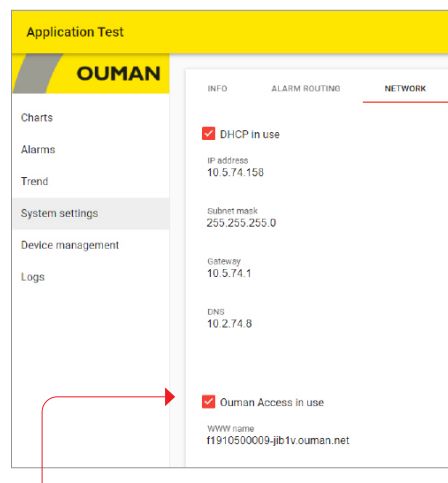 Application Test
OUMAN
Charts
Alarms
Trend
System settings
Device management
Logs
INFO ALARM ROUTING NETWORK
DHCP in use
IP address
10.5.74.158
Subnet mask
255.255.255.0
Gateway
10.5.74.1
DNS
10.2.74.8
Ouman Access in use
WWW name
f1910500009-jib1v.ouman.net